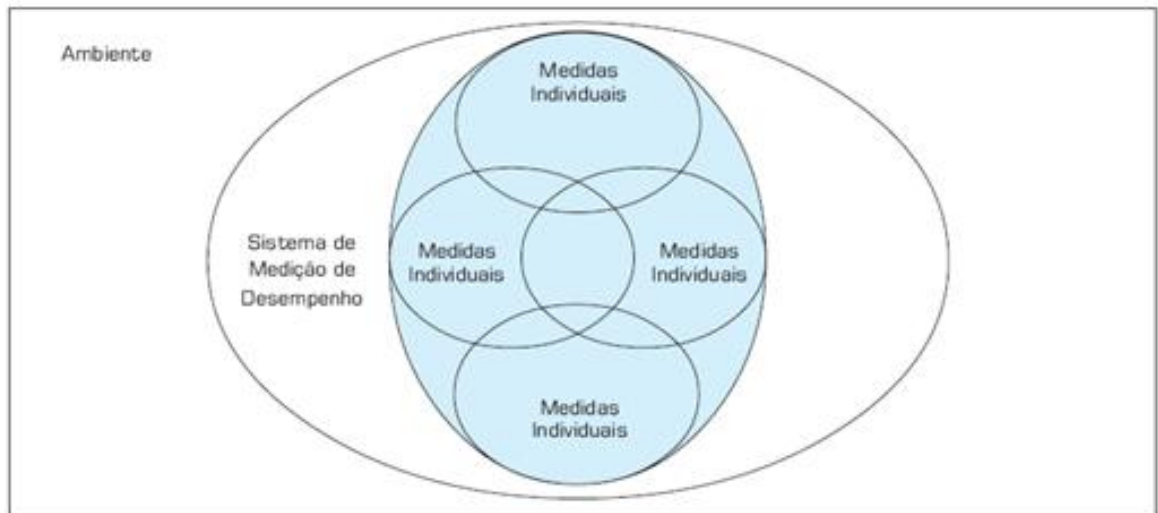 Ambiente
Medidas
Individuais
Sistema de
Medição de
Desempenho
Medidas
Individuais
Medidas
Individuais
Medidas
Individuais